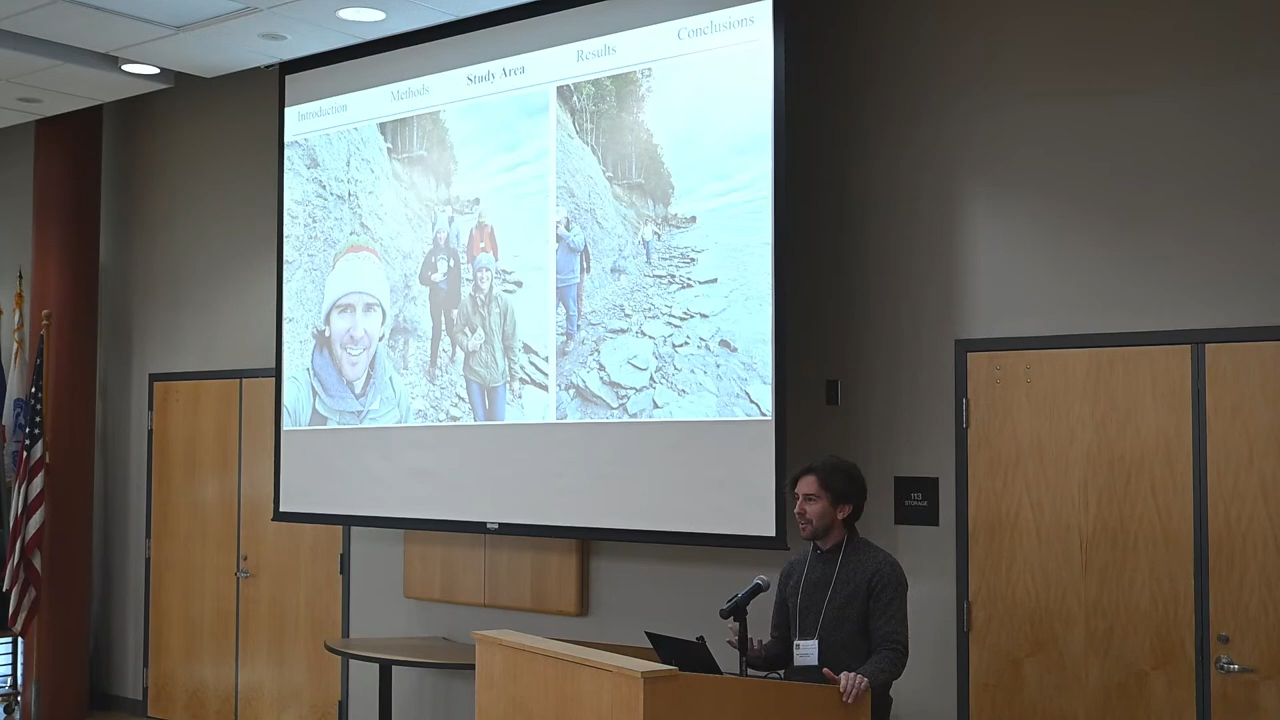 Introduction
Methods
Study Area
Results
Conclusions
113
STORAGE